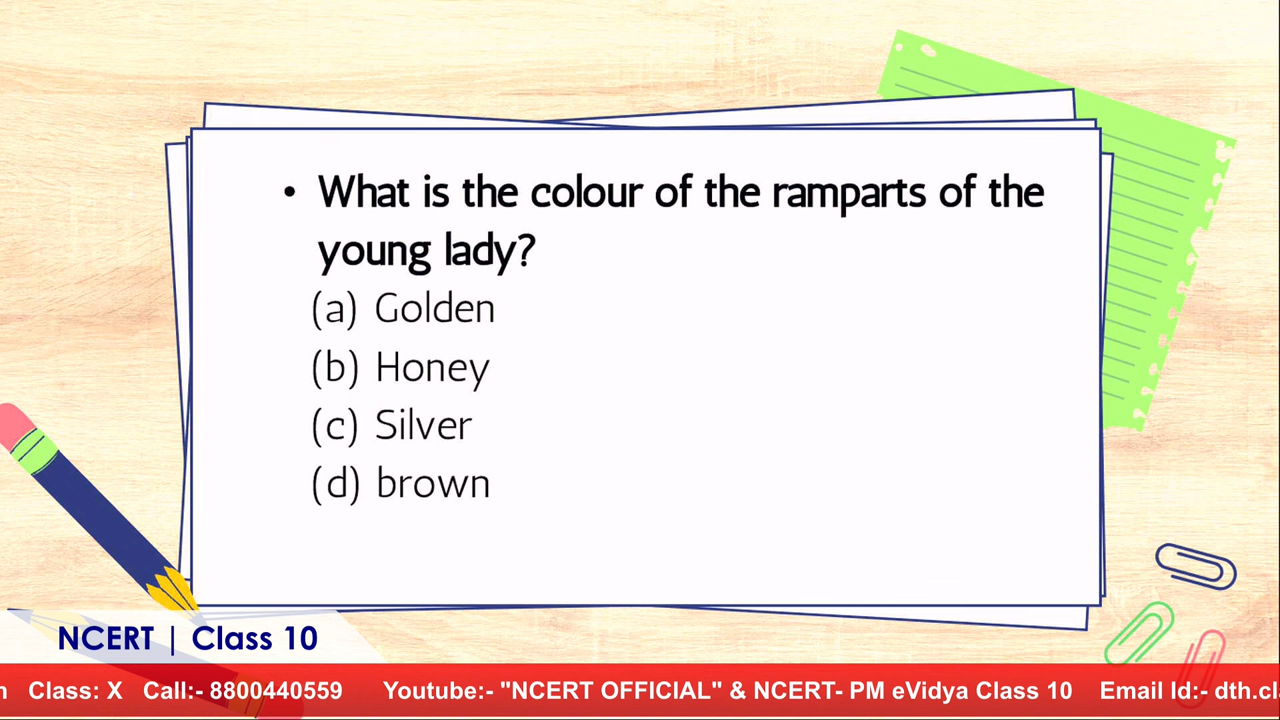 • What is the colour of the ramparts of the
young lady?
(a) Golden
(b) Honey
(c) Silver
(d) brown
NCERT | Class 10
Class: X Call:- 8800440559 Youtube:- "NCERT OFFICIAL" & NCERT- PM eVidya Class 10 Email Id:- dth.cl